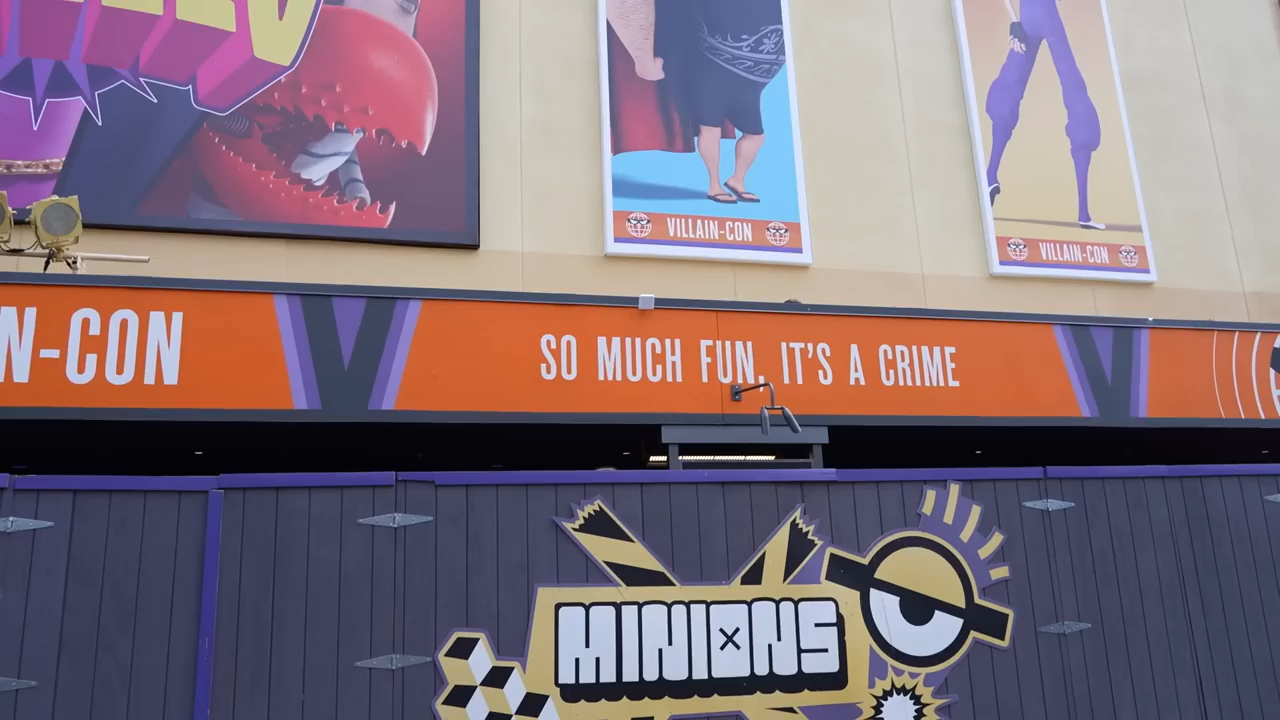 VILLAIN-CON
VILLAIN-CON
N-CON
SO MUCH FUN, IT'S A CRIME
MINIONS